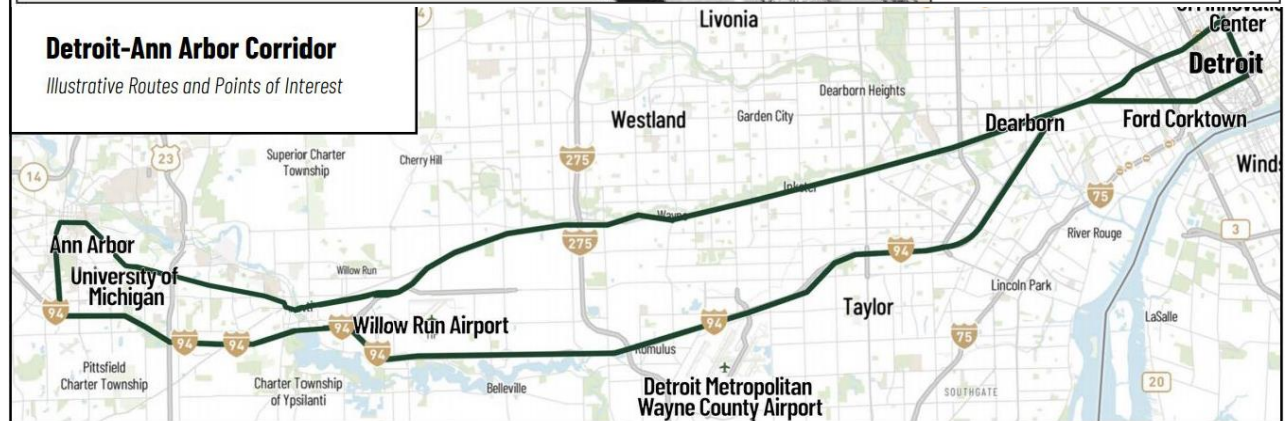 Detroit-Ann Arbor Corridor
Illustrative Routes and Points of Interest
Livonia
Center
Detroit
Dearborn Heights
Westland
Garden City
Dearborn
Ford Corktown
23
Superior Charter
Township
Cherry Hill
275
14
Inkster
75
Wayne
3
Ann Arbor
275
94
River Rouge
University of
Michigan
Willow Run
Lincoln Park
94
94
94
94
Willow Run Airport
94
94
Taylor
75
LaSalle
Romulus
Pittsfield
Charter Township
Charter Township
of Ypsilanti
Belleville
Detroit Metropolitan
Wayne County Airport
SOUTHGATE
20